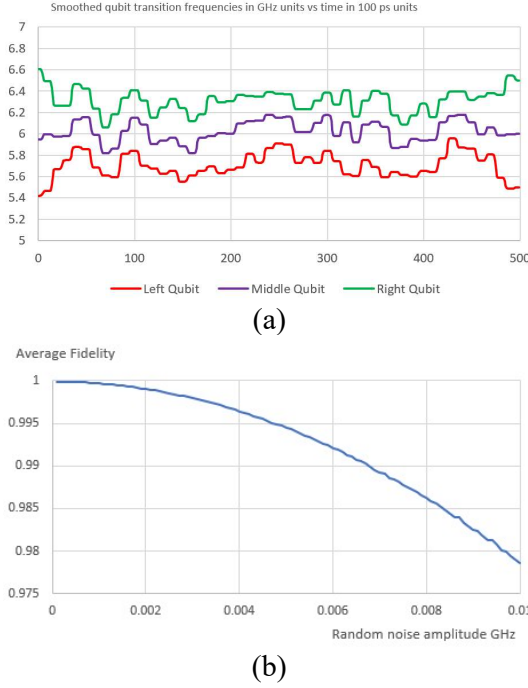 Smoothed qubit transition frequencies in GHz units vs time in 100 ps units
7
6.8
6.6
6.4
6.2
6
5.8
5.6
5.4
5.2
5
0 100 200 300 400 500
Left Qubit Middle Qubit Right Qubit
(a)
Average Fidelity
1
0.995
0.99
0.985
0.98
0.975
0 0.002 0.004 0.006 0.008 0.01
Random noise amplitude GHz
(b)